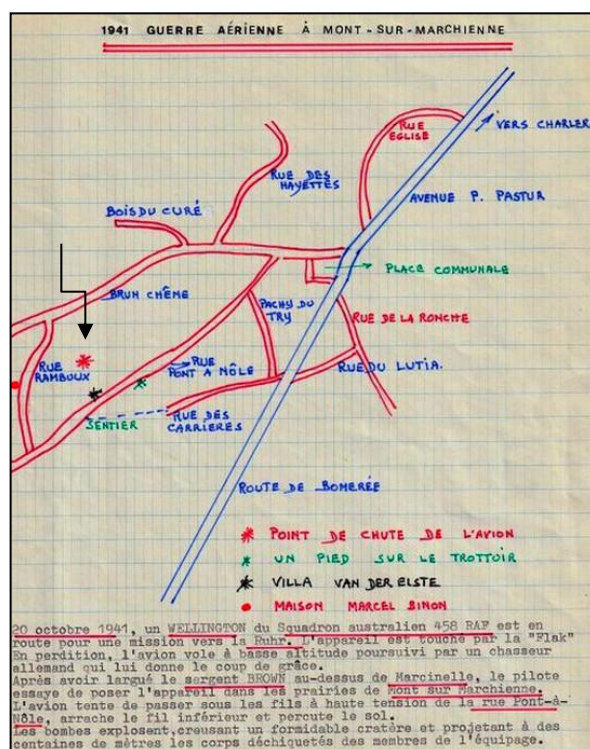 1941 GUERRE AÉRIENNE À MONT-SUR-MARCHIENNE
RUE EGLISE
VERS CHARLER
RUE DES HAYETTES
AVENUE P. PASTUR
BOIS DU CURÉ
PLACE COMMUNALE
BRUN CHÊME
PACHY DU TRY
RUE DE LA RONCHE
RUE RAMBOUX
RUE PONT A NÔLE
RUE DU LUTIA.
SENTIER
RUE DES CARRIERES
ROUTE DE BOMERÉE
POINT DE CHUTE DE L'AVION
UN PIED SUR LE TROTTOIR
VILLA VAN DER ELSTE
MAISON MARCEL BINON
20 octobre 1941, un WELLINGTON du Squadron australien 458 RAF est en
route pour une mission vers la Ruhr. L'appareil est touché par la "Flak"
En perdition, l'avion vole à basse altitude poursuivi par un chasseur
allemand qui lui donne le coup de grâce.
Après avoir largué le sergent BROWN au-dessus de Marcinelle, le pilote
essaye de poser l'appareil dans les prairies de Mont sur Marchienne.
L'avion tente de passer sous les fils à haute tension de la rue Pont-à-
Nôle, arrache le fil inférieur et percute le sol.
Les bombes explosent,creusant un formidable cratère et projetant à des
centaines de mètres les corps déchiquetés des membres de l'équipage.